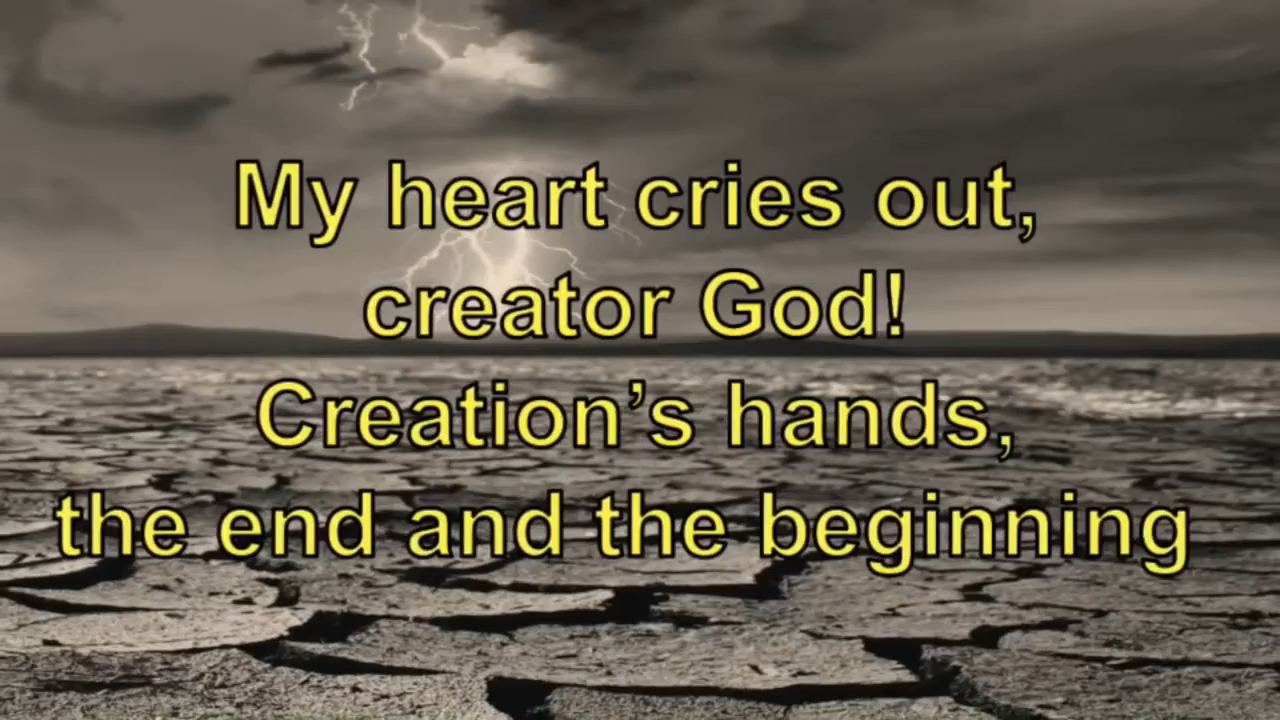 My heart cries out,
creator God!
Creation’s hands,
the end and the beginning